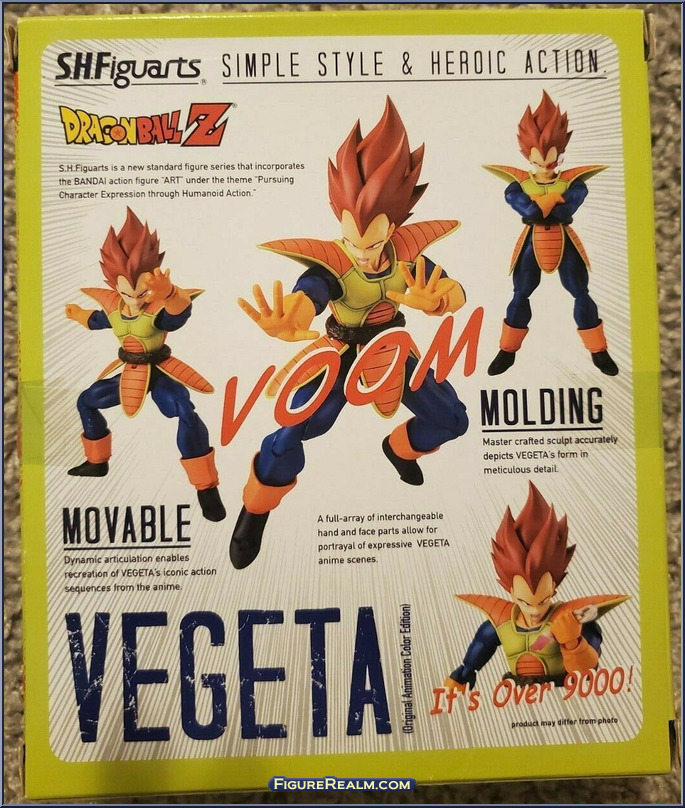 S.H.Figuarts® SIMPLE STYLE & HEROIC ACTION.
DRAGONBALL Z®
S.H.Figuarts is a new standard figure series that incorporates
the BANDAI action figure "ART" under the theme "Pursuing
Character Expression through Humanoid Action."
VOOM
MOLDING
Master crafted sculpt accurately
depicts VEGETA's form in
meticulous detail.
MOVABLE
Dynamic articulation enables
recreation of VEGETA's iconic action
sequences from the anime.
A full-array of interchangeable
hand and face parts allow for
portrayal of expressive VEGETA
anime scenes.
VEGETA
(Original Animation Color Edition)
It's Over 9000!
product may differ from photo
FIGUREREALM.COM